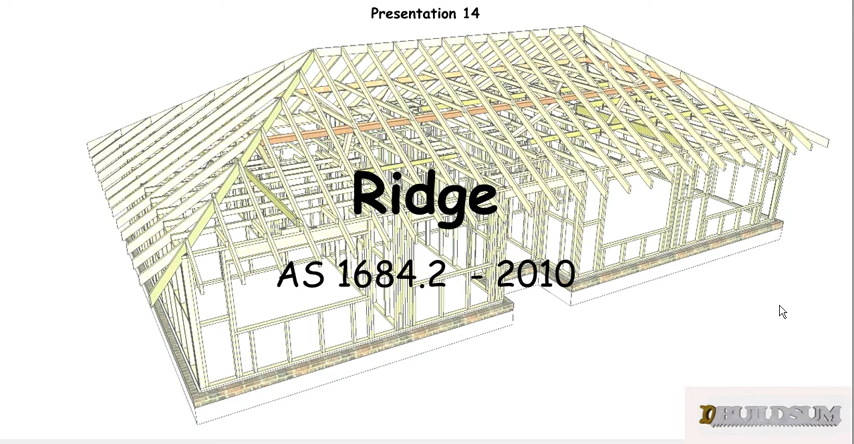 Presentation 14
Ridge
AS 1684.2 - 2010
BUILDSUM